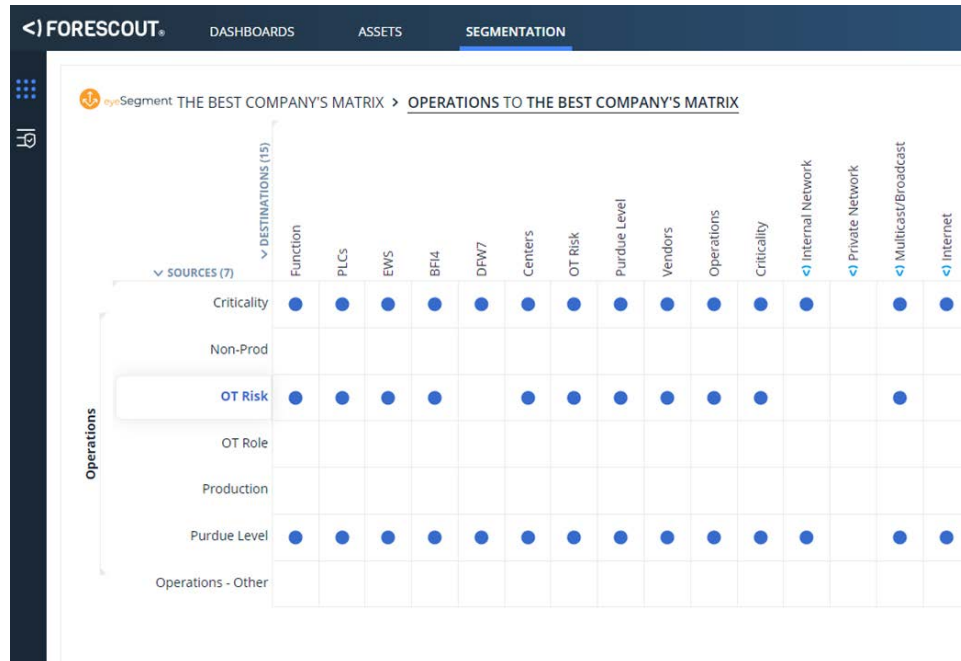 <) FORESCOUT® DASHBOARDS ASSETS SEGMENTATION
eyeSegment THE BEST COMPANY'S MATRIX > OPERATIONS TO THE BEST COMPANY'S MATRIX
DESTINATIONS (15)
SOURCES (7)
Function
PLCs
EWS
BFI4
DFW7
Centers
OT Risk
Purdue Level
Vendors
Operations
Criticality
<) Internal Network
<) Private Network
<) Multicast/Broadcast
<) Internet
Operations
Criticality
Non-Prod
OT Risk
OT Role
Production
Purdue Level
Operations - Other